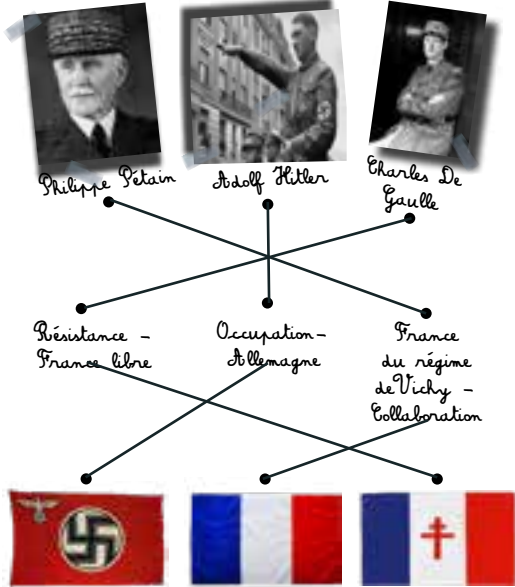 Philippe Pétain
Adolf Hitler
Charles De
Gaulle
Résistance -
France libre
Occupation-
Allemagne
France
du régime
de Vichy -
Collaboration